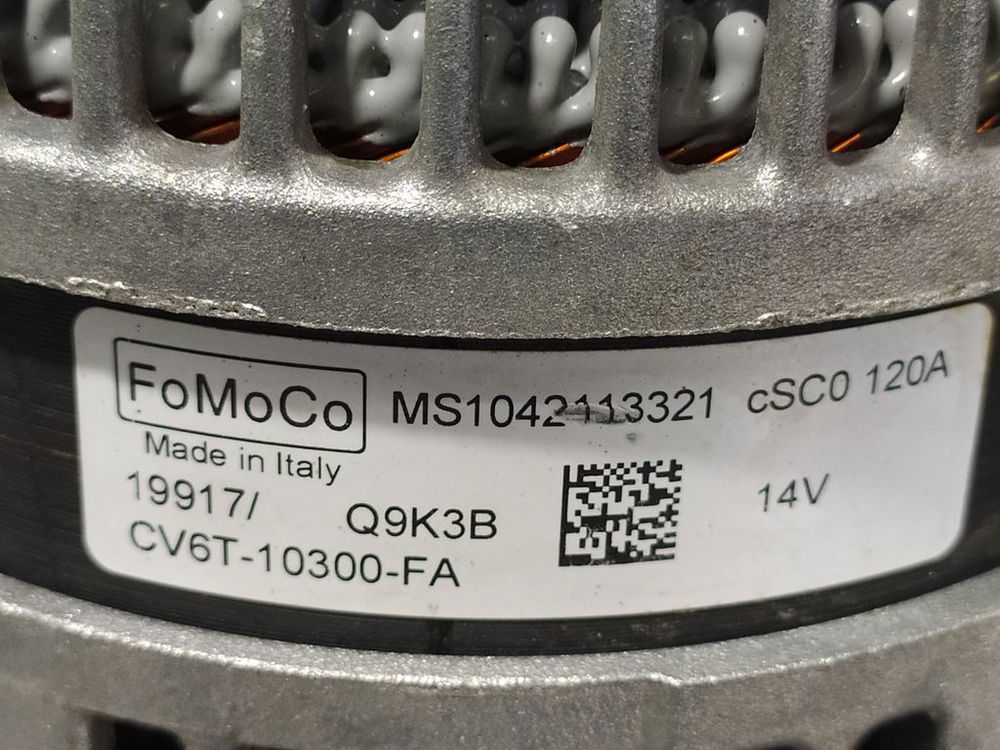 FoMoCo MS1042113321 cSC0 120A
Made in Italy
19917/ Q9K3B 14V
CV6T-10300-FA